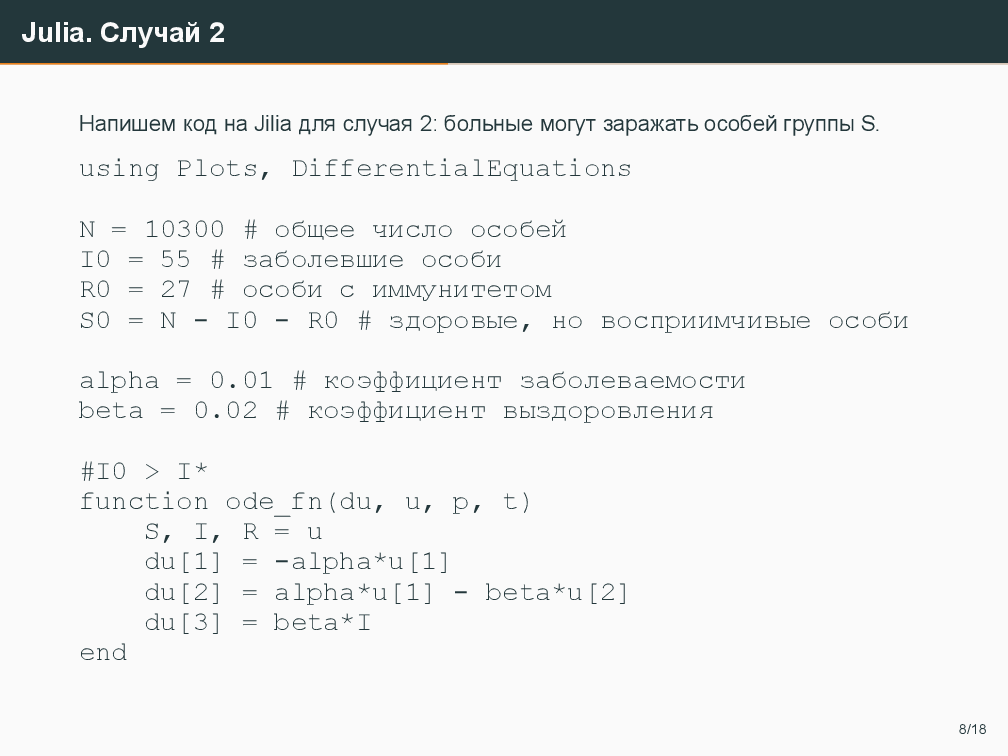 Julia. Случай 2
Напишем код на Jilia для случая 2: больные могут заражать особей группы S.
using Plots, DifferentialEquations
N = 10300 # общее число особей
I0 = 55 # заболевшие особи
R0 = 27 # особи с иммунитетом
S0 = N - I0 - R0 # здоровые, но восприимчивые особи
alpha = 0.01 # коэффициент заболеваемости
beta = 0.02 # коэффициент выздоровления
#I0 > I*
function ode_fn(du, u, p, t)
    S, I, R = u
    du[1] = -alpha*u[1]
    du[2] = alpha*u[1] - beta*u[2]
    du[3] = beta*I
end
8/18